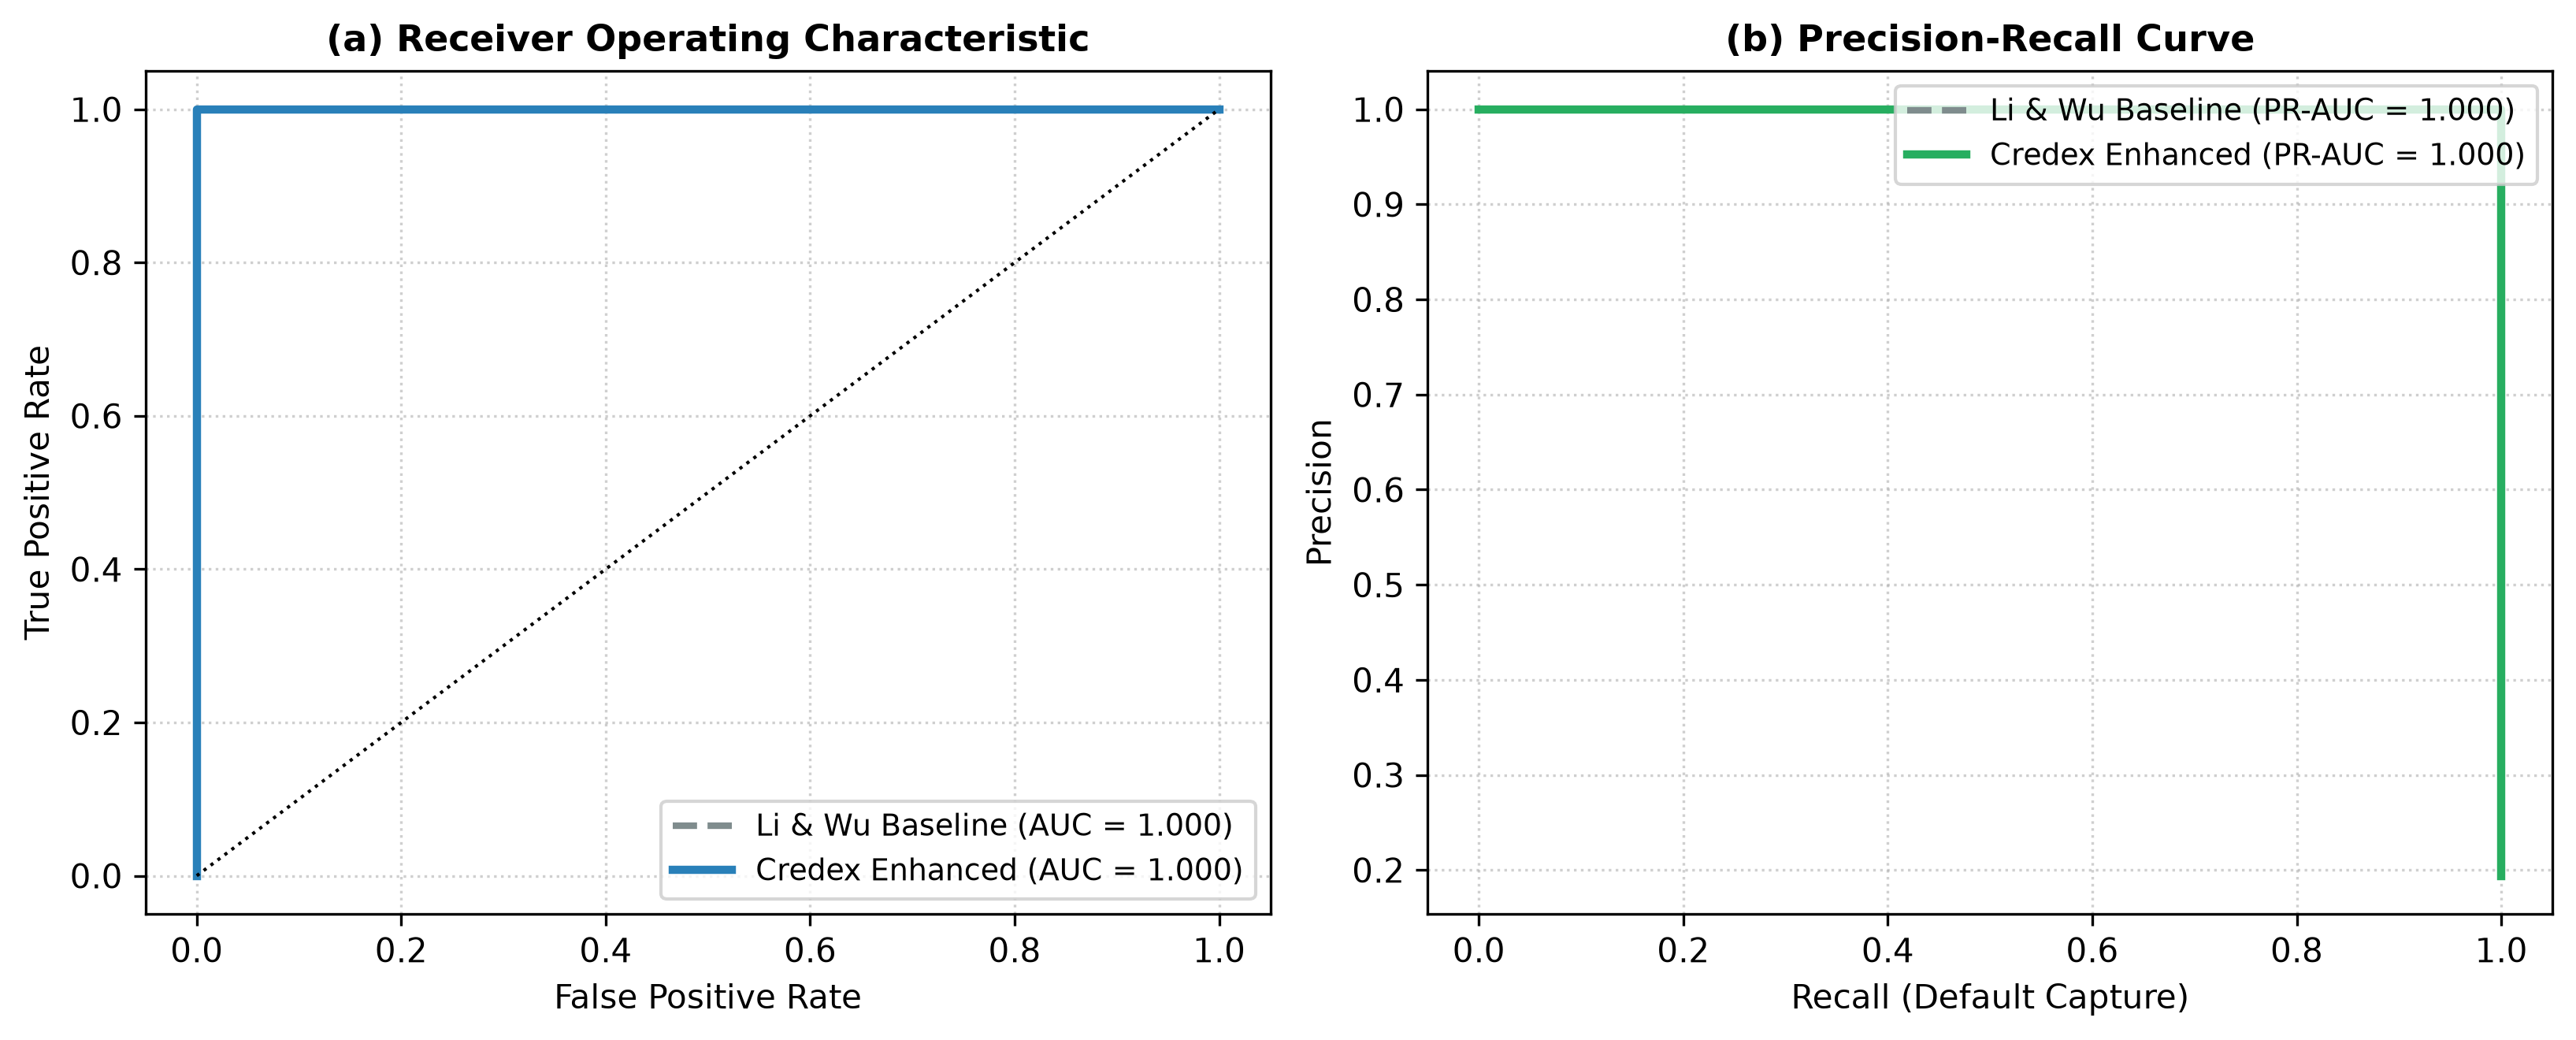 (a) Receiver Operating Characteristic
True Positive Rate
1.0
0.8
0.6
0.4
0.2
0.0
Li & Wu Baseline (AUC = 1.000)
Credex Enhanced (AUC = 1.000)
0.0 0.2 0.4 0.6 0.8 1.0
False Positive Rate
(b) Precision-Recall Curve
Precision
1.0
0.9
0.8
0.7
0.6
0.5
0.4
0.3
0.2
Li & Wu Baseline (PR-AUC = 1.000)
Credex Enhanced (PR-AUC = 1.000)
0.0 0.2 0.4 0.6 0.8 1.0
Recall (Default Capture)